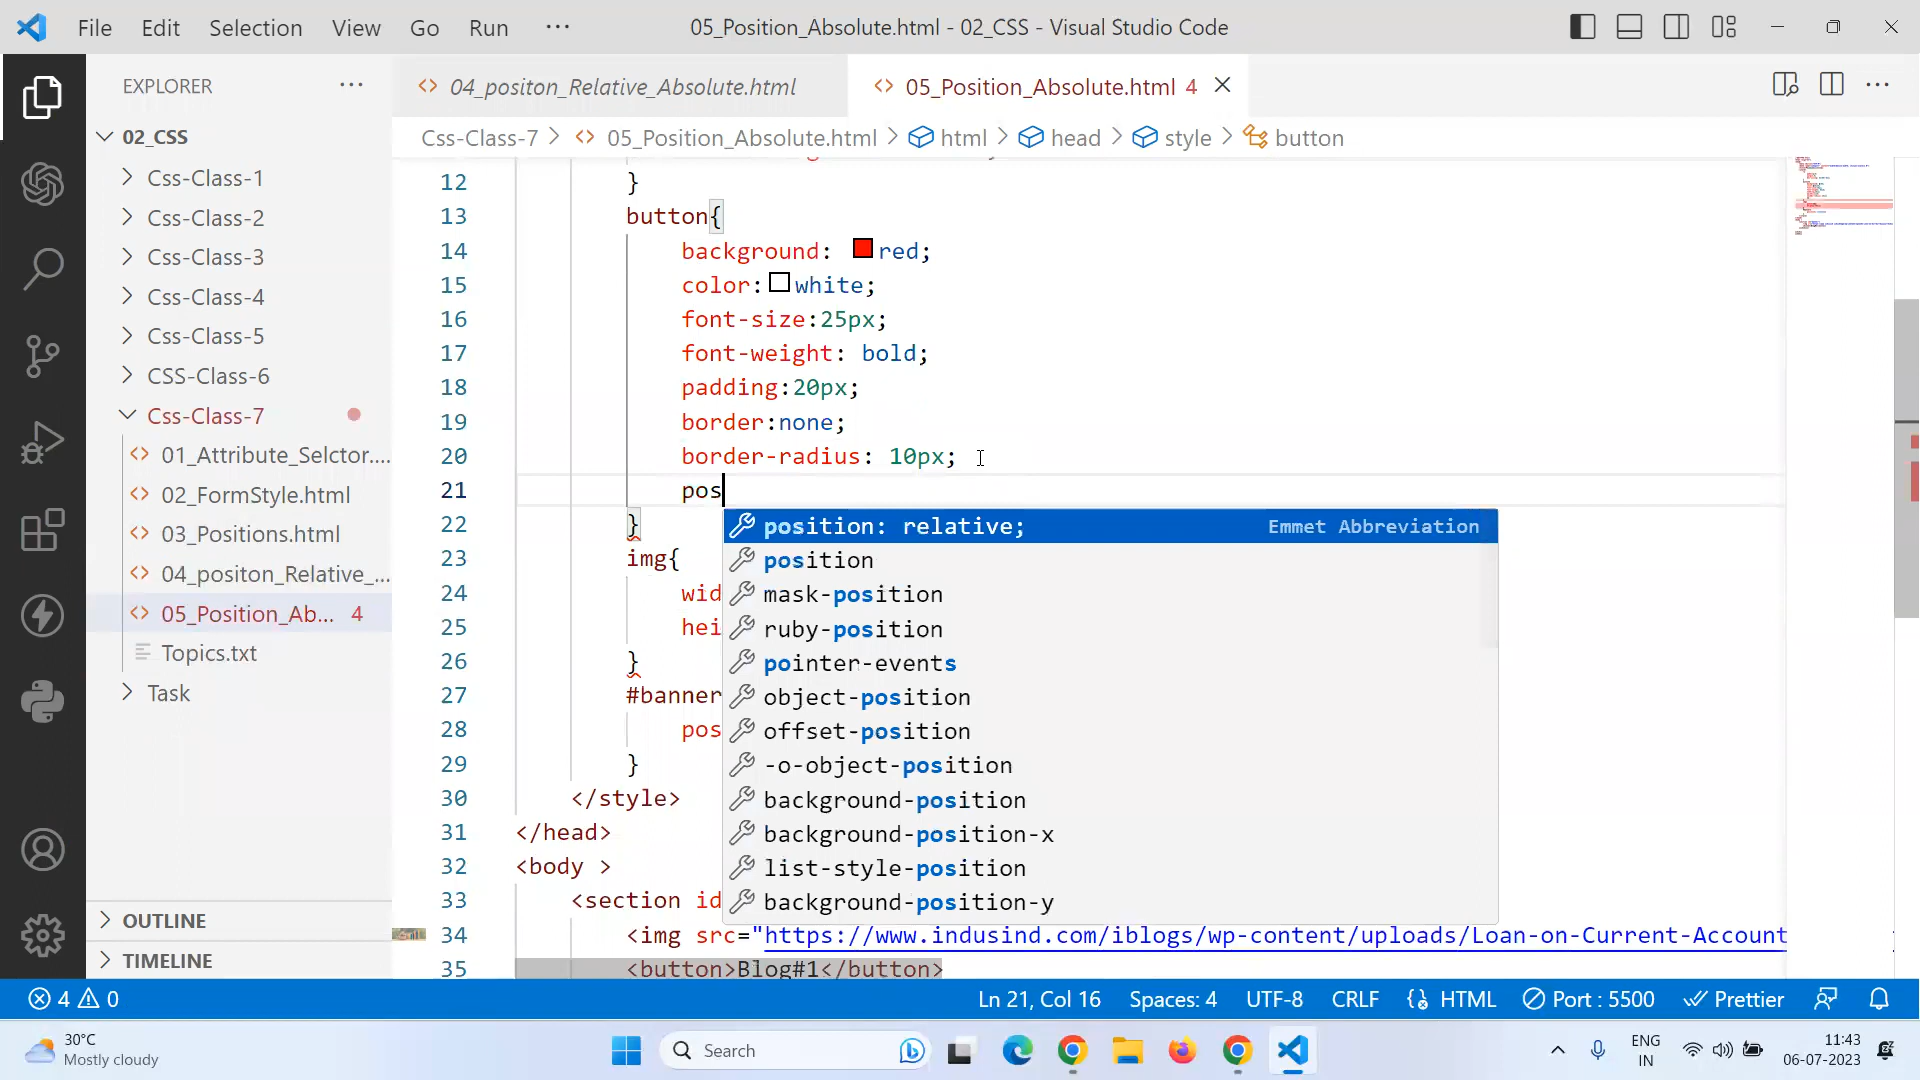 File Edit Selection View Go Run ···
05_Position_Absolute.html - 02_CSS - Visual Studio Code
EXPLORER
04_positon_Relative_Absolute.html
05_Position_Absolute.html 4
Css-Class-7 > 05_Position_Absolute.html > html > head > style > button
02_CSS
Css-Class-1
Css-Class-2
Css-Class-3
Css-Class-4
Css-Class-5
CSS-Class-6
Css-Class-7
01_Attribute_Selctor....
02_FormStyle.html
03_Positions.html
04_positon_Relative_...
05_Position_Ab... 4
Topics.txt
Task
OUTLINE
TIMELINE
12 }
13 button{
14 background: red;
15 color: white;
16 font-size:25px;
17 font-weight: bold;
18 padding:20px;
19 border:none;
20 border-radius: 10px;
21 pos
22 }
23 img{
24 wid
25 hei
26 }
27 #banner
28 pos
29 }
30 </style>
31 </head>
32 <body >
33 <section id
34 <img src="https://www.indusind.com/iblogs/wp-content/uploads/Loan-on-Current-Account
35 <button>Blog#1</button>
position: relative; Emmet Abbreviation
position
mask-position
ruby-position
pointer-events
object-position
offset-position
-o-object-position
background-position
background-position-x
list-style-position
background-position-y
4 0
Ln 21, Col 16 Spaces: 4 UTF-8 CRLF HTML Port : 5500 Prettier
30°C
Mostly cloudy
Search
ENG
IN
11:43
06-07-2023